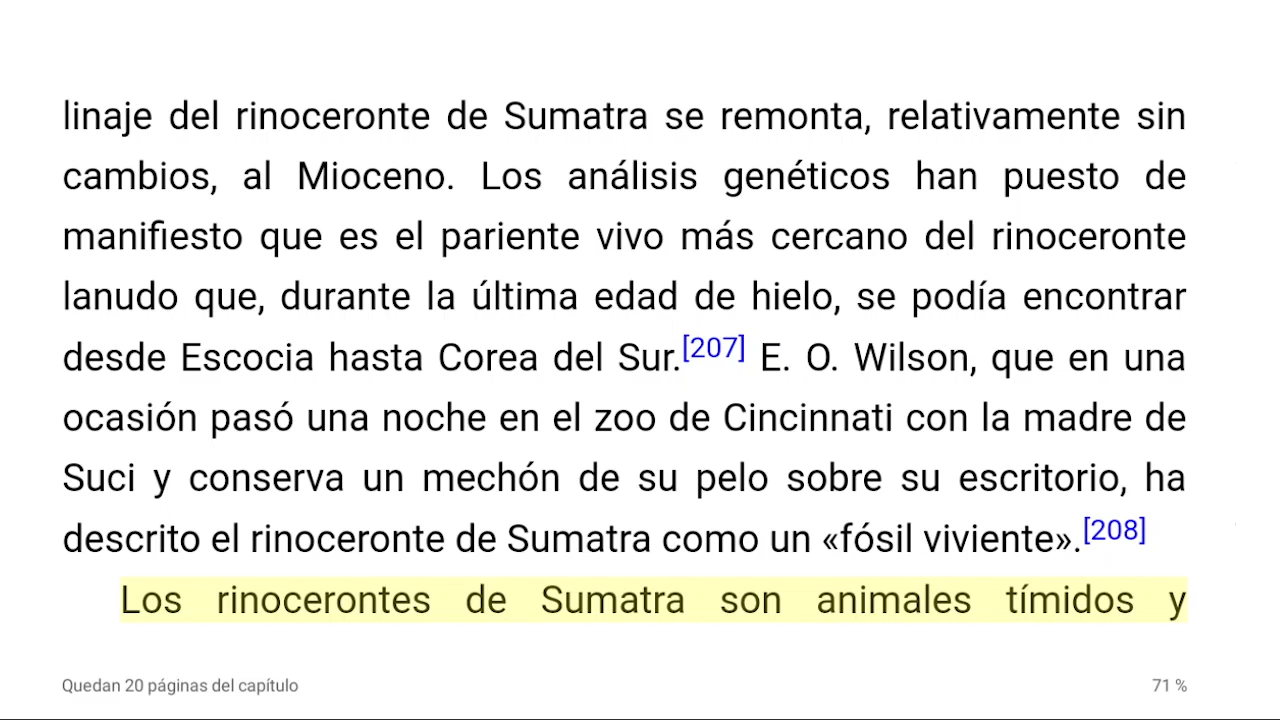 linaje del rinoceronte de Sumatra se remonta, relativamente sin
cambios, al Mioceno. Los análisis genéticos han puesto de
manifiesto que es el pariente vivo más cercano del rinoceronte
lanudo que, durante la última edad de hielo, se podía encontrar
desde Escocia hasta Corea del Sur.[207] E. O. Wilson, que en una
ocasión pasó una noche en el zoo de Cincinnati con la madre de
Suci y conserva un mechón de su pelo sobre su escritorio, ha
descrito el rinoceronte de Sumatra como un «fósil viviente».[208]
Los rinocerontes de Sumatra son animales tímidos y
Quedan 20 páginas del capítulo
71 %